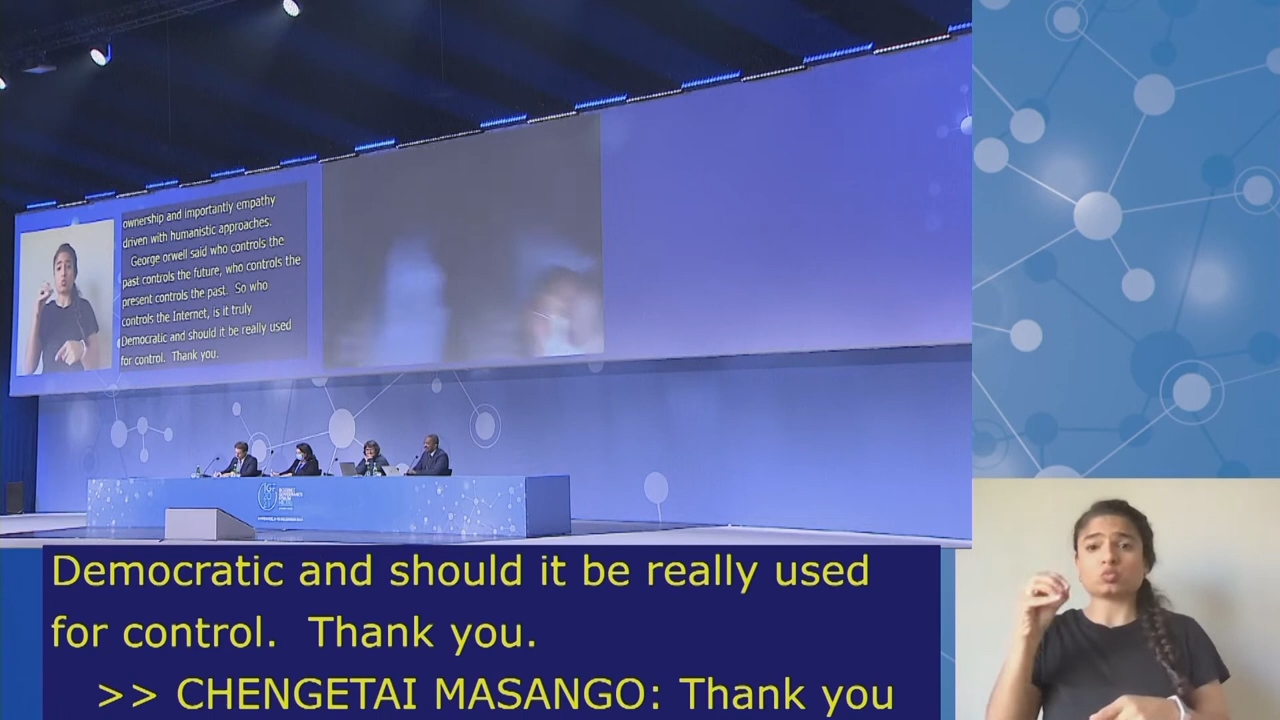 ownership and importantly empathy
driven with humanistic approaches.
George orwell said who controls the
past controls the future, who controls the
present controls the past. So who
controls the Internet, is it truly
Democratic and should it be really used
for control. Thank you.
Democratic and should it be really used
for control. Thank you.
>> CHENGETAI MASANGO: Thank you